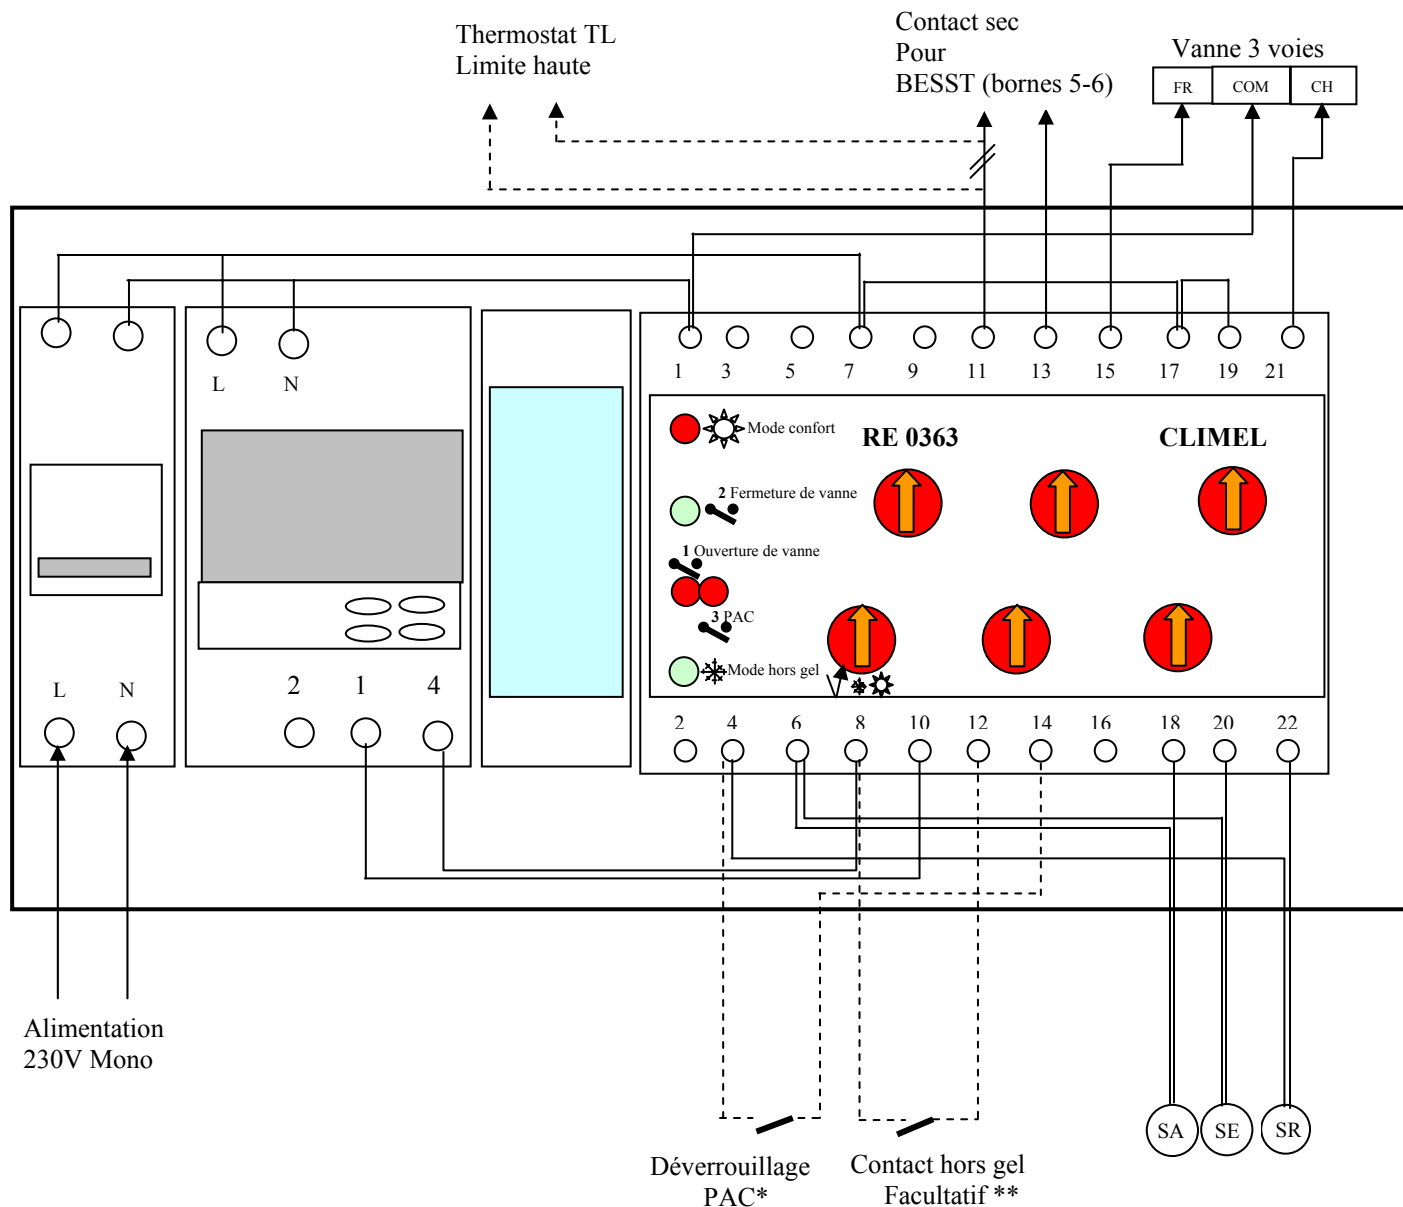 Thermostat TL
Limite haute
Contact sec
Pour
BESST (bornes 5-6)
Vanne 3 voies
FR COM CH
L N
1 3 5 7 9 11 13 15 17 19 21
Mode confort
RE 0363
CLIMEL
2 Fermeture de vanne
1 Ouverture de vanne
3 PAC
Mode hors gel
L N
2 1 4
2 4 6 8 10 12 14 16 18 20 22
Alimentation
230V Mono
SA SE SR
Déverrouillage
PAC*
Contact hors gel
Facultatif **